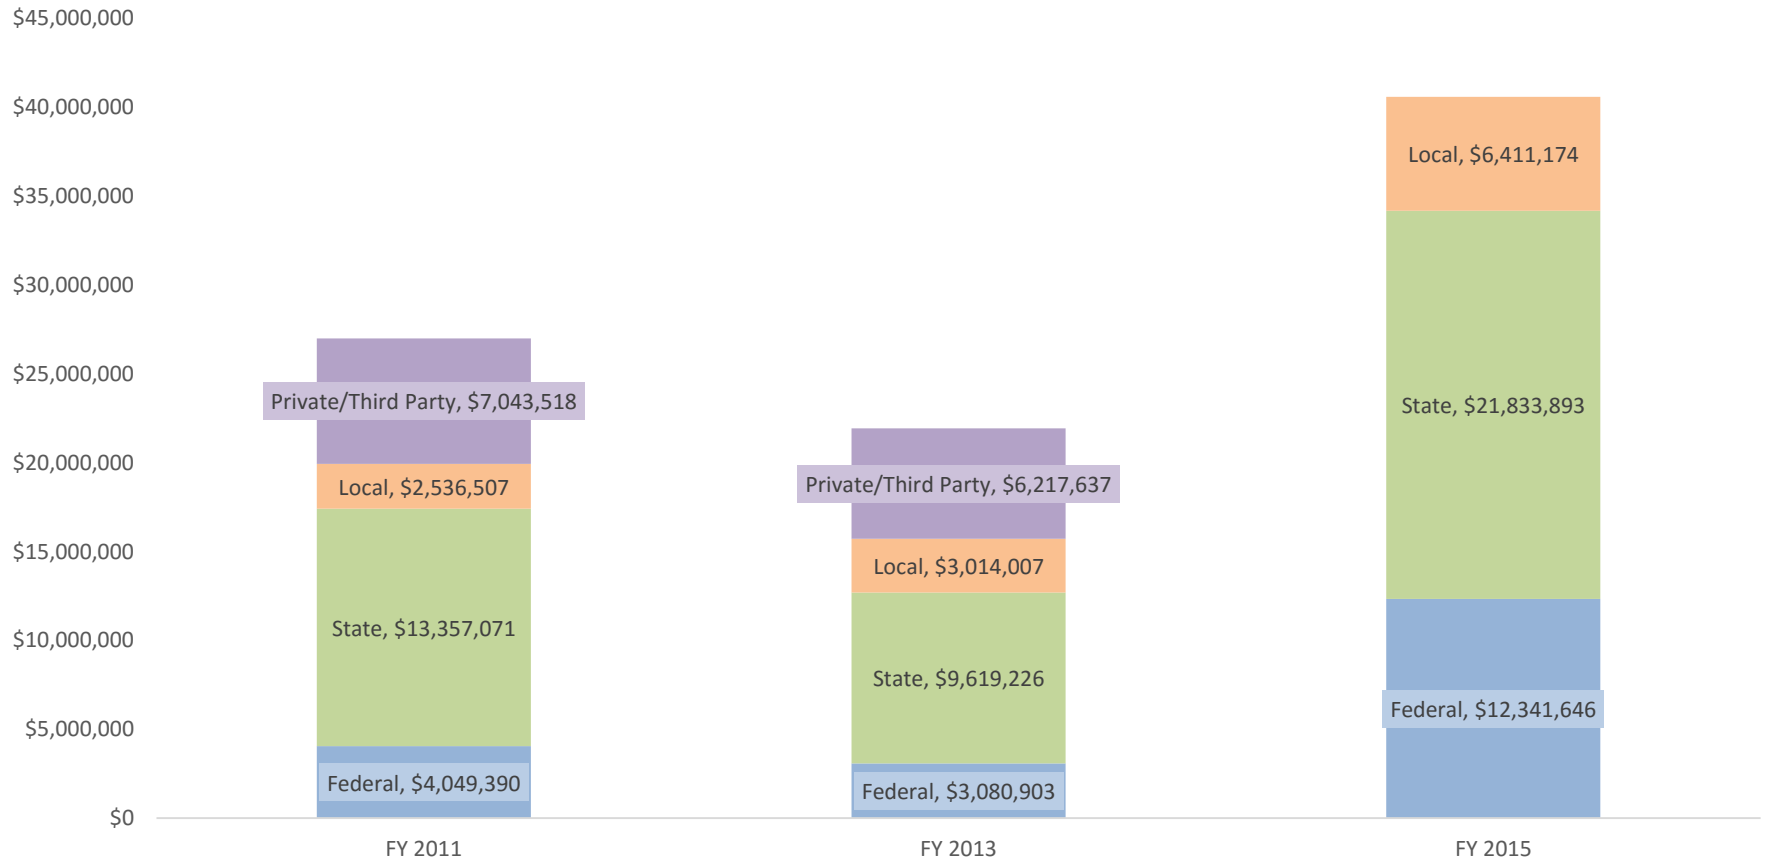 $45,000,000
$40,000,000
$35,000,000
$30,000,000
$25,000,000
$20,000,000
$15,000,000
$10,000,000
$5,000,000
$0
Private/Third Party, $7,043,518
Local, $2,536,507
State, $13,357,071
Federal, $4,049,390
Private/Third Party, $6,217,637
Local, $3,014,007
State, $9,619,226
Federal, $3,080,903
Local, $6,411,174
State, $21,833,893
Federal, $12,341,646
FY 2011
FY 2013
FY 2015